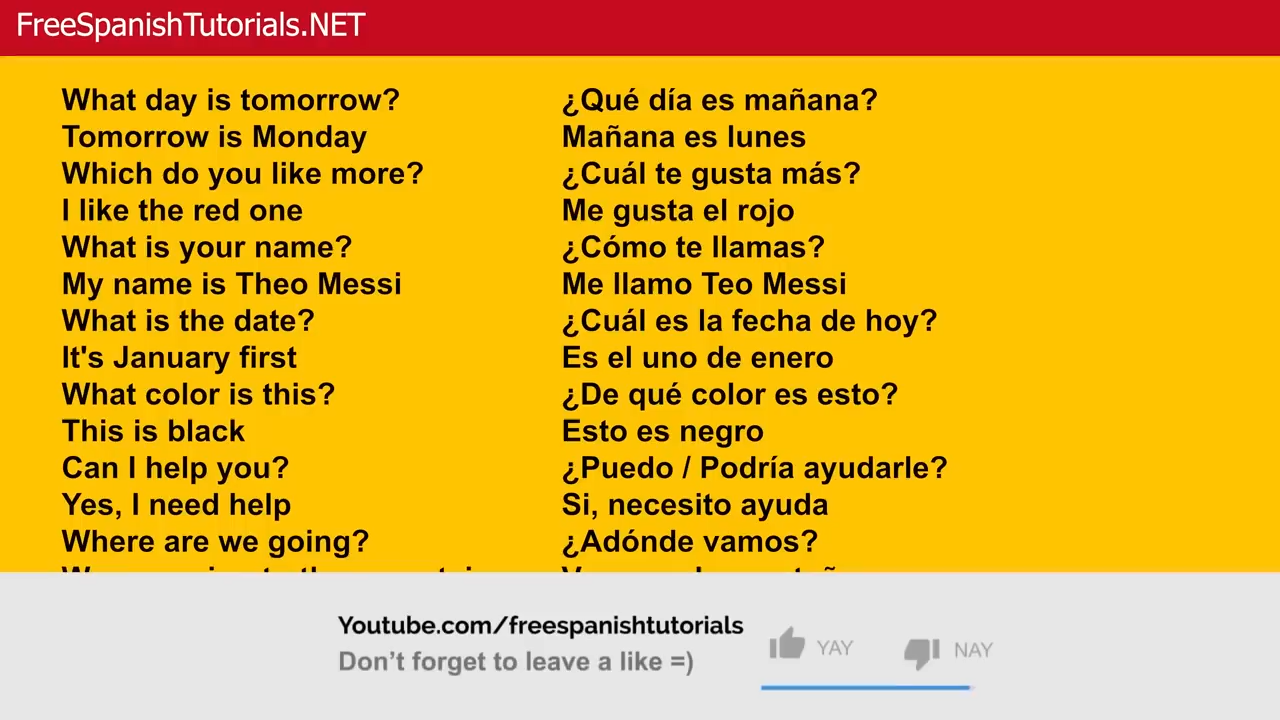 FreeSpanishTutorials.NET
What day is tomorrow? ¿Qué día es mañana?
Tomorrow is Monday Mañana es lunes
Which do you like more? ¿Cuál te gusta más?
I like the red one Me gusta el rojo
What is your name? ¿Cómo te llamas?
My name is Theo Messi Me llamo Teo Messi
What is the date? ¿Cuál es la fecha de hoy?
It's January first Es el uno de enero
What color is this? ¿De qué color es esto?
This is black Esto es negro
Can I help you? ¿Puedo / Podría ayudarle?
Yes, I need help Si, necesito ayuda
Where are we going? ¿Adónde vamos?
Youtube.com/freespanishtutorials
Don’t forget to leave a like =)
YAY NAY